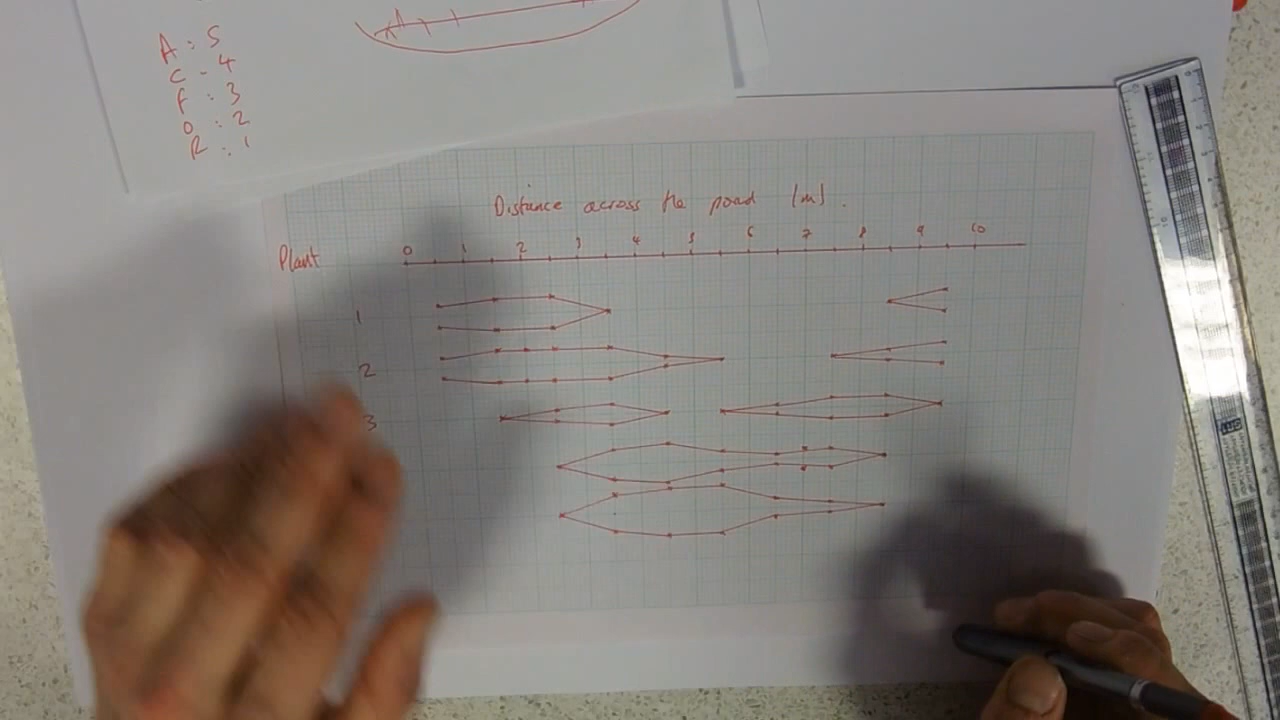 A : 5
C - 4
F : 3
O : 2
R : 1
Distance across the pond (m).
0 1 2 3 4 5 6 7 8 9 10
Plant
1
2
3